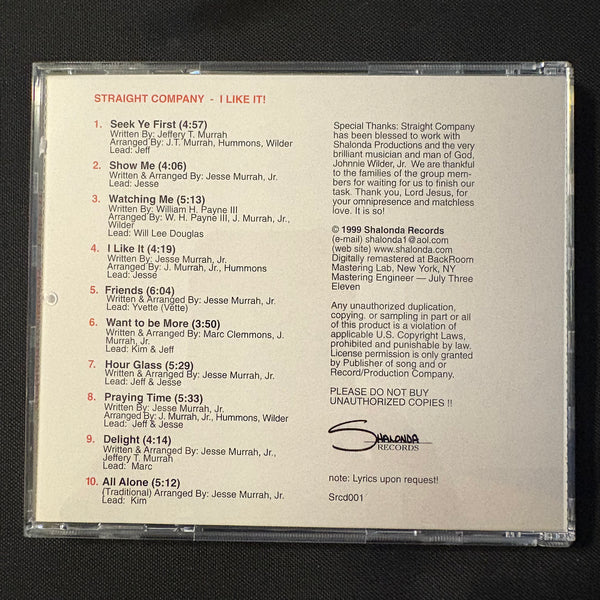 STRAIGHT COMPANY - I LIKE IT!
1. Seek Ye First (4:57)
Written By: Jeffery T. Murrah
Arranged By: J.T. Murrah, Hummons, Wilder
Lead: Jeff
2. Show Me (4:06)
Written & Arranged By: Jesse Murrah, Jr.
Lead: Jesse
3. Watching Me (5:13)
Written By: William H. Payne III
Arranged By: W. H. Payne III, J. Murrah, Jr.,
Wilder
Lead: Will Lee Douglas
4. I Like It (4:19)
Written By: Jesse Murrah, Jr.
Arranged By: J. Murrah, Jr., Hummons
Lead: Jesse
5. Friends (6:04)
Written & Arranged By: Jesse Murrah, Jr.
Lead: Yvette (Vette)
6. Want to be More (3:50)
Written & Arranged By: Marc Clemmons, J.
Murrah, Jr.
Lead: Kim & Jeff
7. Hour Glass (5:29)
Written & Arranged By: Jesse Murrah, Jr.
Lead: Jeff & Jesse
8. Praying Time (5:33)
Written By: Jesse Murrah, Jr.
Arranged By: J. Murrah, Jr., Hummons, Wilder
Lead: Jeff & Jesse
9. Delight (4:14)
Written & Arranged By: Jesse Murrah, Jr.,
Jeffery T. Murrah
Lead: Marc
10. All Alone (5:12)
(Traditional) Arranged By: Jesse Murrah, Jr.
Lead: Kim
Special Thanks: Straight Company
has been blessed to work with
Shalonda Productions and the very
brilliant musician and man of God,
Johnnie Wilder, Jr. We are thankful
to the families of the group mem-
bers for waiting for us to finish our
task. Thank you, Lord Jesus, for
your omnipresence and matchless
love. It is so!
© 1999 Shalonda Records
(e-mail) shalonda1@aol.com
(web site) www.shalonda.com
Digitally remastered at BackRoom
Mastering Lab, New York, NY
Mastering Engineer — July Three
Eleven
Any unauthorized duplication,
copying. or sampling in part or all
of this product is a violation of
applicable U.S. Copyright Laws,
prohibited and punishable by law.
License permission is only granted
by Publisher of song and or
Record/Production Company.
PLEASE DO NOT BUY
UNAUTHORIZED COPIES !!
SHALONDA
RECORDS
note: Lyrics upon request!
Srcd001